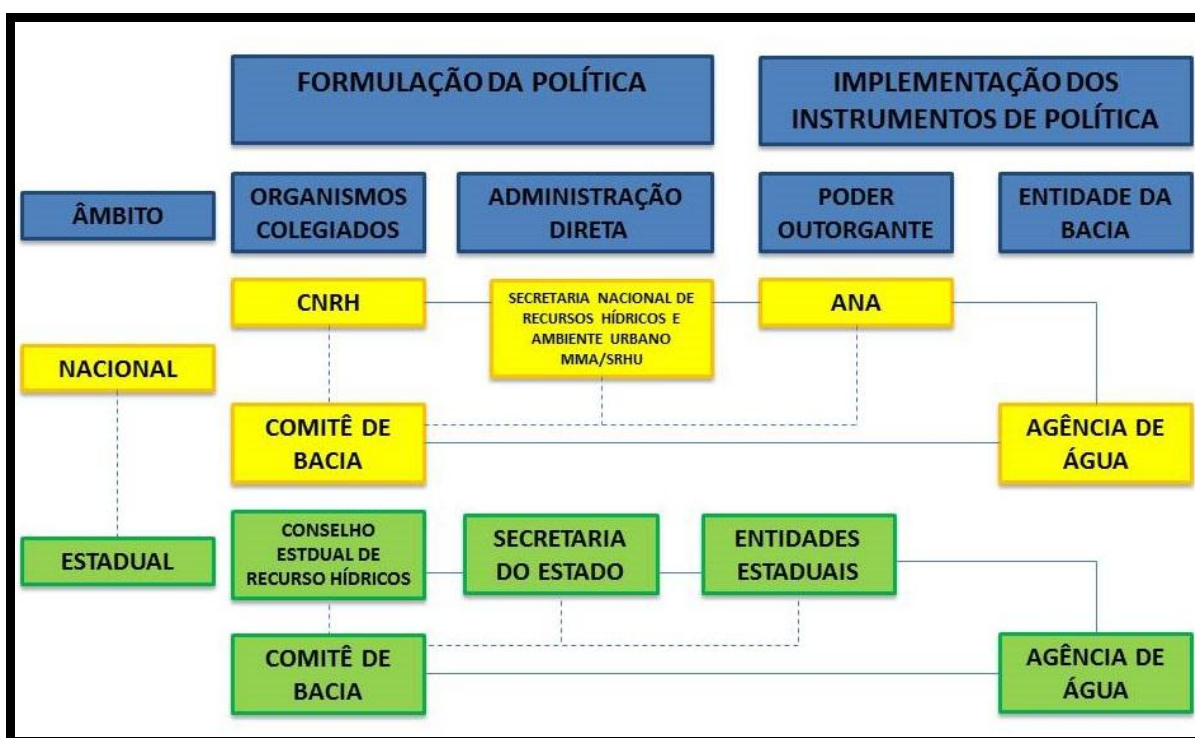 FORMULAÇÃO DA POLÍTICA
IMPLEMENTAÇÃO DOS
INSTRUMENTOS DE POLÍTICA
ÂMBITO
ORGANISMOS
COLEGIADOS
ADMINISTRAÇÃO
DIRETA
PODER
OUTORGANTE
ENTIDADE DA
BACIA
NACIONAL
CNRH
SECRETARIA NACIONAL DE
RECURSOS HÍDRICOS E
AMBIENTE URBANO
MMA/SRHU
ANA
COMITÊ DE
BACIA
AGÊNCIA DE
ÁGUA
ESTADUAL
CONSELHO
ESTDUAL DE
RECURSO HÍDRICOS
SECRETARIA
DO ESTADO
ENTIDADES
ESTADUAIS
COMITÊ DE
BACIA
AGÊNCIA DE
ÁGUA